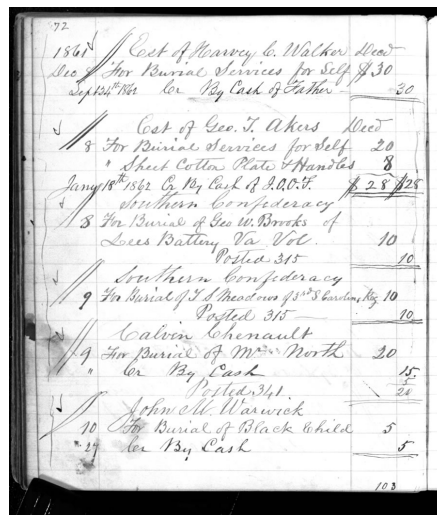 72
1861 Est of Harvey C. Walker Decd
Dec 8 For Burial Services for Self $30
Sept 24th 1862 Cr By Cash of Father 30
Est of Geo. T. Akers Decd
8 For Burial Services for Self 20
" Sheet Cotton Plate & Handles 8
Jany 18th 1862 Cr By Cash of I.O.O.F. $28 $28
Southern Confederacy
8 For Burial of Geo W. Brooks of
Lees Battery Va Vol. 10
Posted 315 10
Southern Confederacy
9 For Burial of T S Meadows of 3rd S Carolina Reg 10
Posted 315 10
Calvin Chenault
9 For Burial of Mrs North 20
" Cr By Cash 15
5
Posted 341 20
John M. Warwick
10 For Burial of Black Child 5
" 27 Cr By Cash 5
103